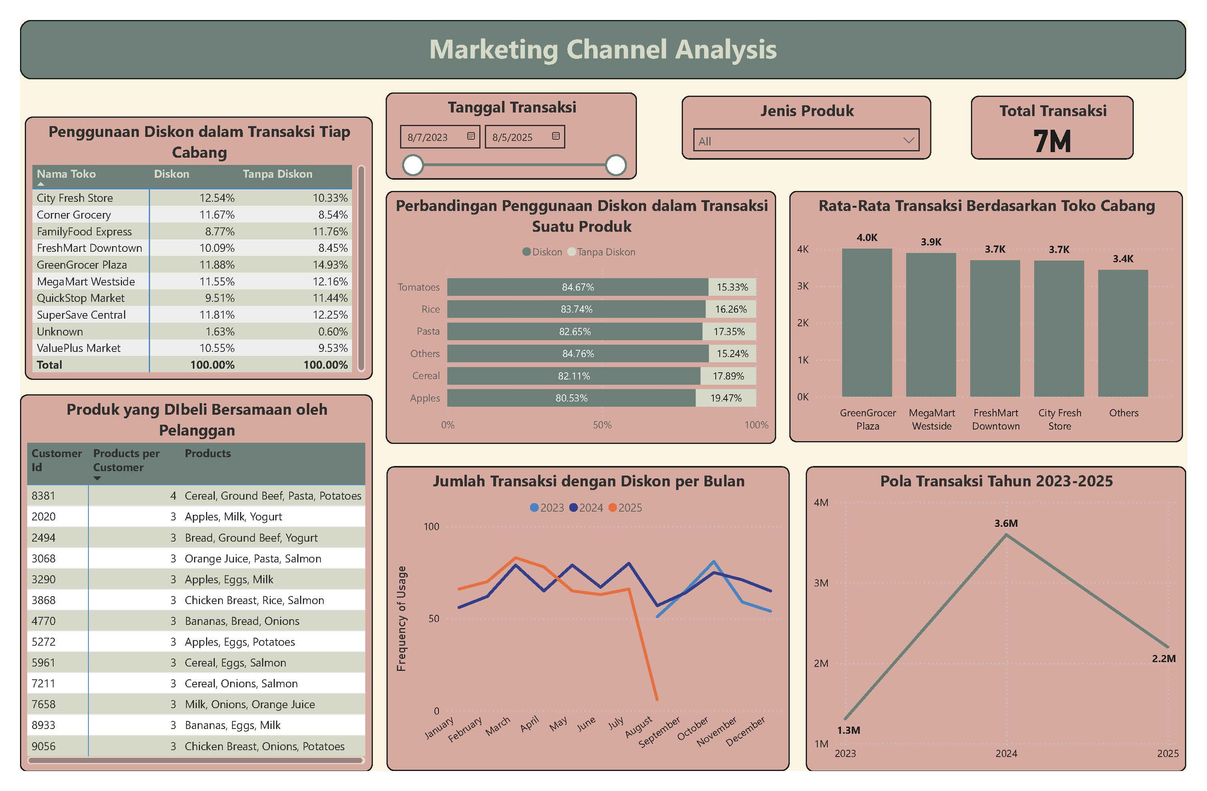 Marketing Channel Analysis
Penggunaan Diskon dalam Transaksi Tiap
Cabang
Nama Toko Diskon Tanpa Diskon
City Fresh Store 12.54% 10.33%
Corner Grocery 11.67% 8.54%
FamilyFood Express 8.77% 11.76%
FreshMart Downtown 10.09% 8.45%
GreenGrocer Plaza 11.88% 14.93%
MegaMart Westside 11.55% 12.16%
QuickStop Market 9.51% 11.44%
SuperSave Central 11.81% 12.25%
Unknown 1.63% 0.60%
ValuePlus Market 10.55% 9.53%
Total 100.00% 100.00%
Tanggal Transaksi
8/7/2023 8/5/2025
Jenis Produk
All
Total Transaksi
7M
Perbandingan Penggunaan Diskon dalam Transaksi
Suatu Produk
Diskon Tanpa Diskon
Tomatoes 84.67% 15.33%
Rice 83.74% 16.26%
Pasta 82.65% 17.35%
Others 84.76% 15.24%
Cereal 82.11% 17.89%
Apples 80.53% 19.47%
0% 50% 100%
Rata-Rata Transaksi Berdasarkan Toko Cabang
4.0K 3.9K 3.7K 3.7K 3.4K
4K
3K
2K
1K
0K
GreenGrocer MegaMart FreshMart City Fresh Others
Plaza Westside Downtown Store
Produk yang DIbeli Bersamaan oleh
Pelanggan
Customer Products per Products
Id Customer
8381 4 Cereal, Ground Beef, Pasta, Potatoes
2020 3 Apples, Milk, Yogurt
2494 3 Bread, Ground Beef, Yogurt
3068 3 Orange Juice, Pasta, Salmon
3290 3 Apples, Eggs, Milk
3868 3 Chicken Breast, Rice, Salmon
4770 3 Bananas, Bread, Onions
5272 3 Apples, Eggs, Potatoes
5961 3 Cereal, Eggs, Salmon
7211 3 Cereal, Onions, Salmon
7658 3 Milk, Onions, Orange Juice
8933 3 Bananas, Eggs, Milk
9056 3 Chicken Breast, Onions, Potatoes
Jumlah Transaksi dengan Diskon per Bulan
2023 2024 2025
Frequency of Usage
100
50
0
January February March April May June July August September October November December
Pola Transaksi Tahun 2023-2025
4M
3M
2M
1M
1.3M
3.6M
2.2M
2023 2024 2025